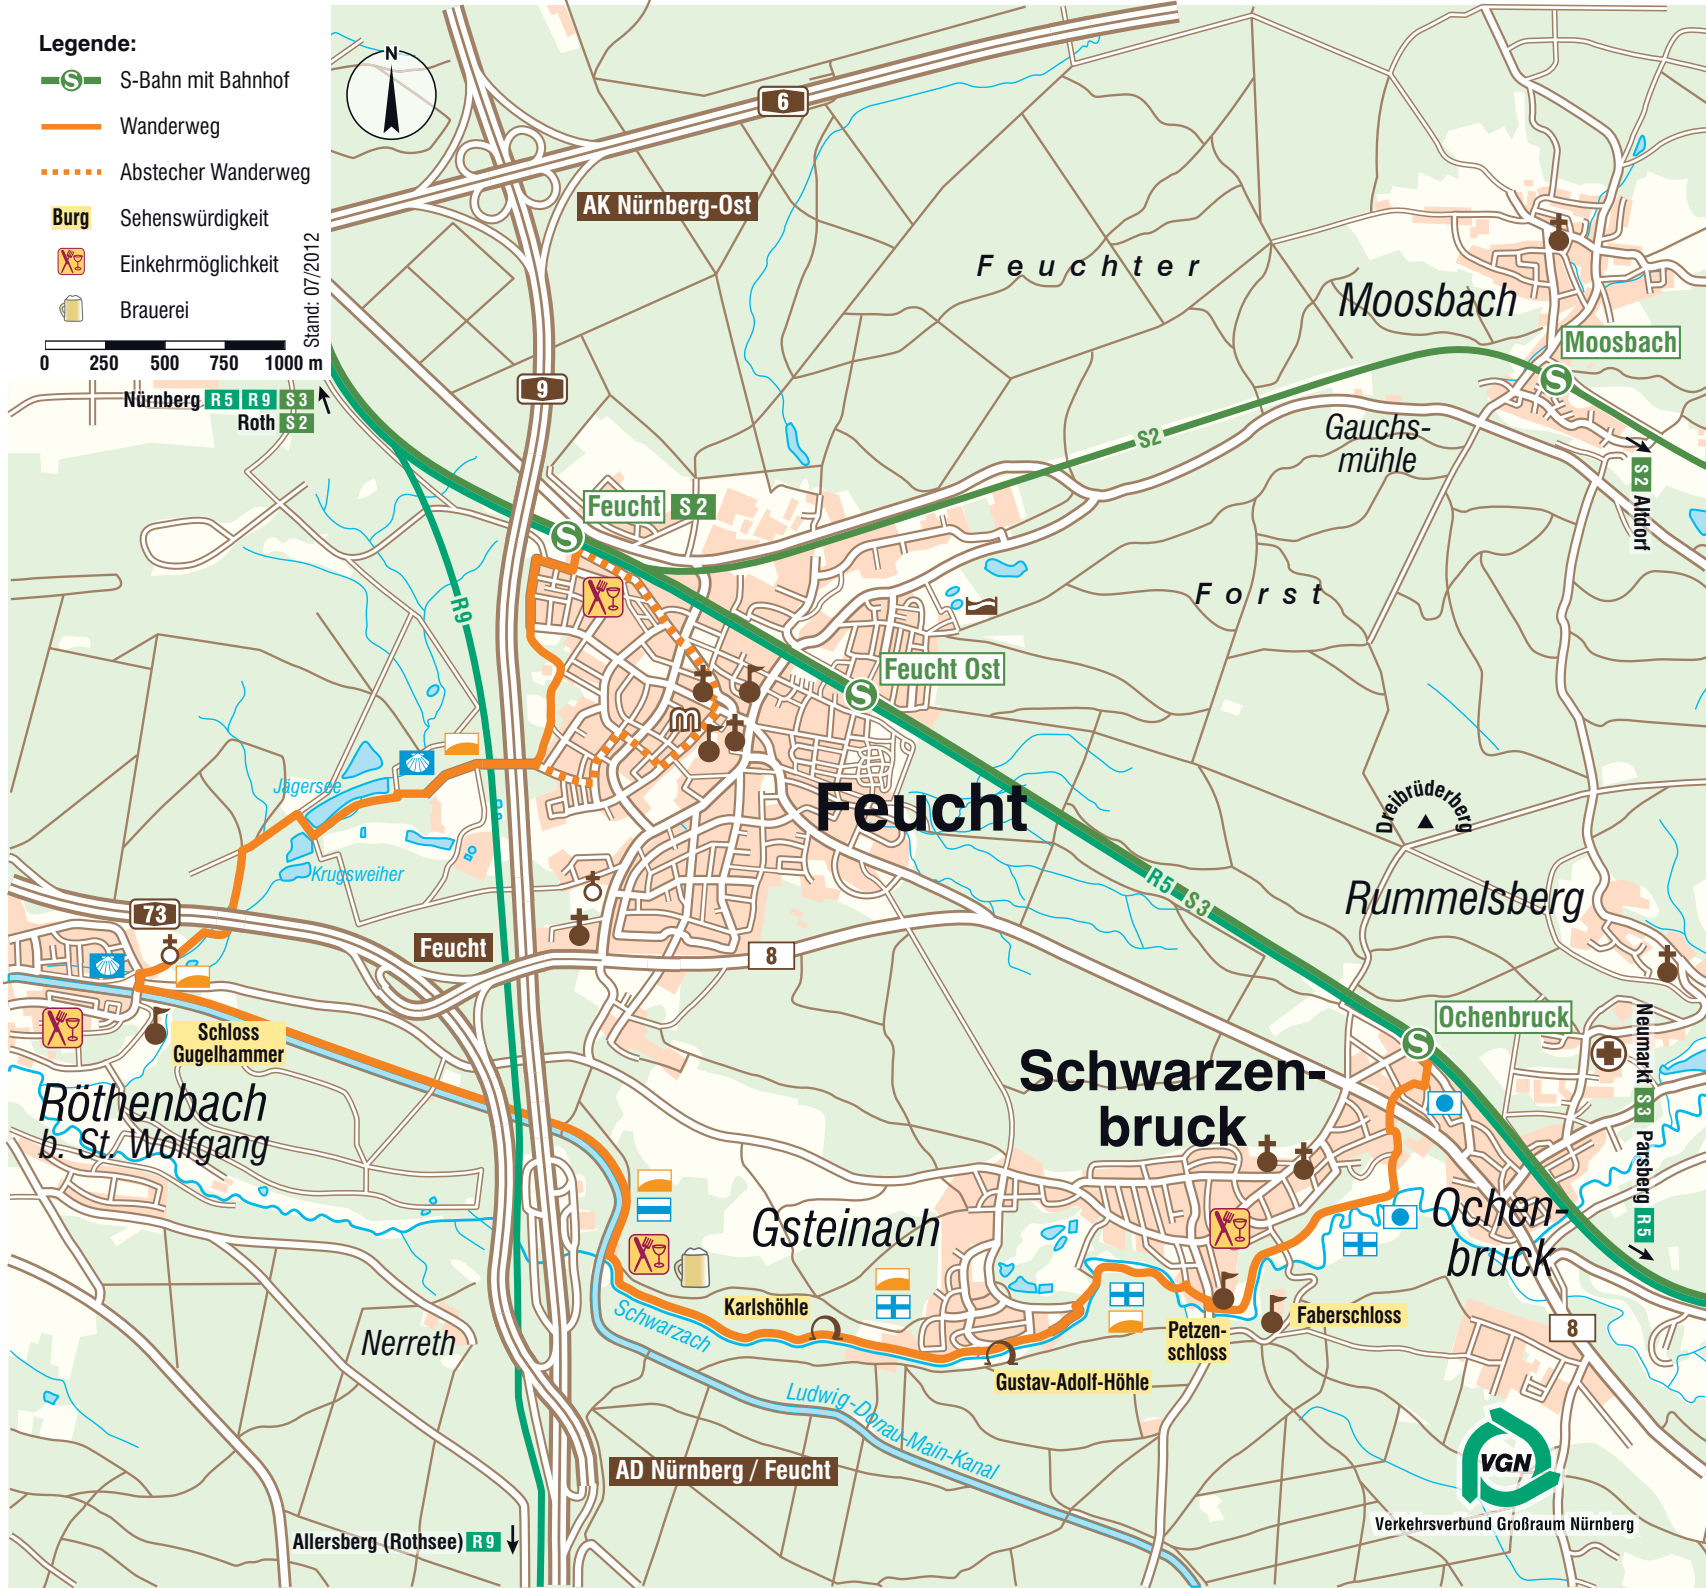 Legende:
S-Bahn mit Bahnhof
Wanderweg
Abstecher Wanderweg
Burg Sehenswürdigkeit
Einkehrmöglichkeit
Brauerei
0 250 500 750 1000 m
Stand: 07/2012
N
6
AK Nürnberg-Ost
Feuchter
Moosbach
Moosbach
S
9
Nürnberg R5 R9 S3
Roth S2
S2
Gauchs-
mühle
S2 Altdorf
Feucht S2
S
R9
Forst
Feucht Ost
S
m
Jägersee
Krugsweiher
Feucht
Dreibrüderberg
R5 S3
Rummelsberg
73
Feucht
8
Schloss
Gugelhammer
Ochenbruck
S
Neumarkt S3 Parsberg R5
Röthenbach
b. St. Wolfgang
Schwarzen-
bruck
Gsteinach
Ochen-
bruck
Karlshöhle
Schwarzach
Nerreth
Petzen-
schloss
Faberschloss
8
Gustav-Adolf-Höhle
Ludwig-Donau-Main-Kanal
AD Nürnberg / Feucht
VGN
Verkehrsverbund Großraum Nürnberg
Allersberg (Rothsee) R9